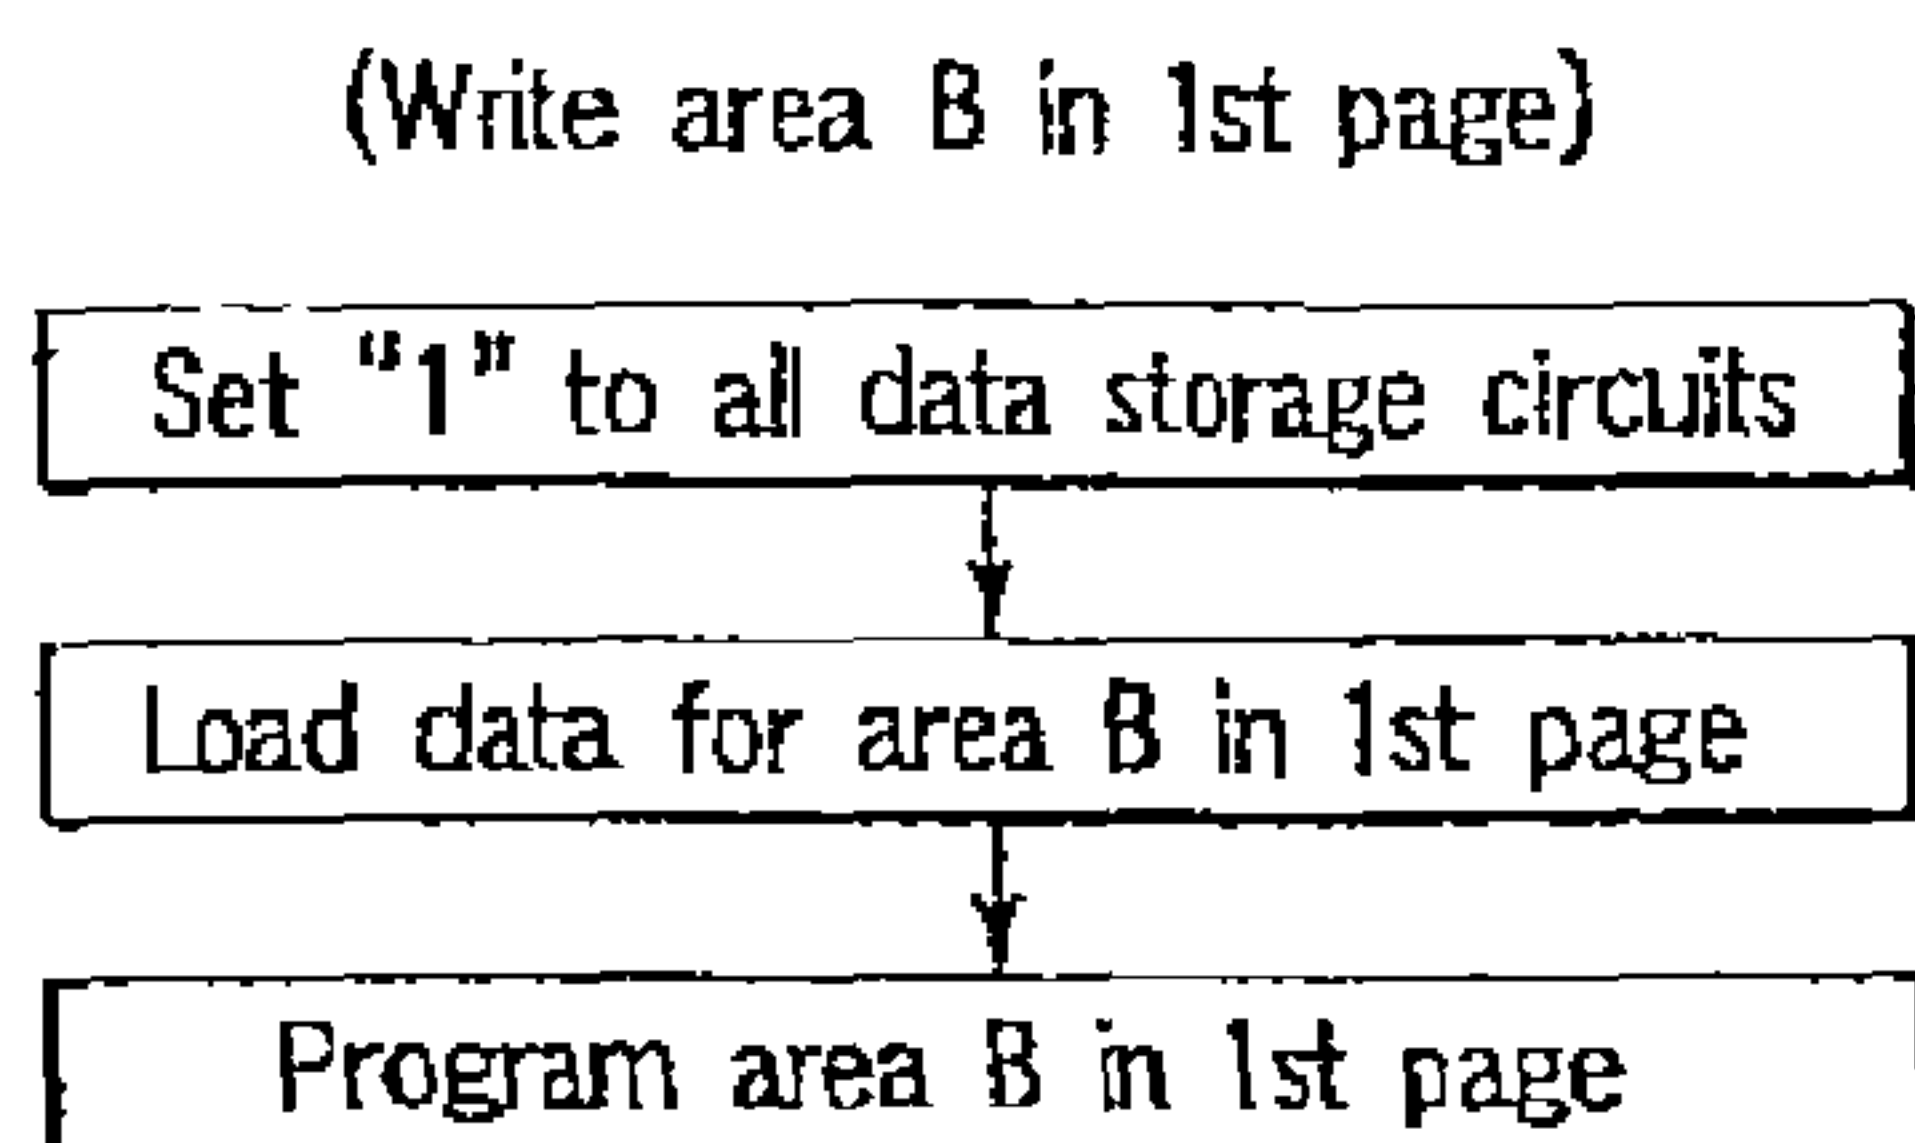 (Write area B in 1st page)
Set “1” to all data storage circuits
Load data for area B in 1st page
Program area B in 1st page